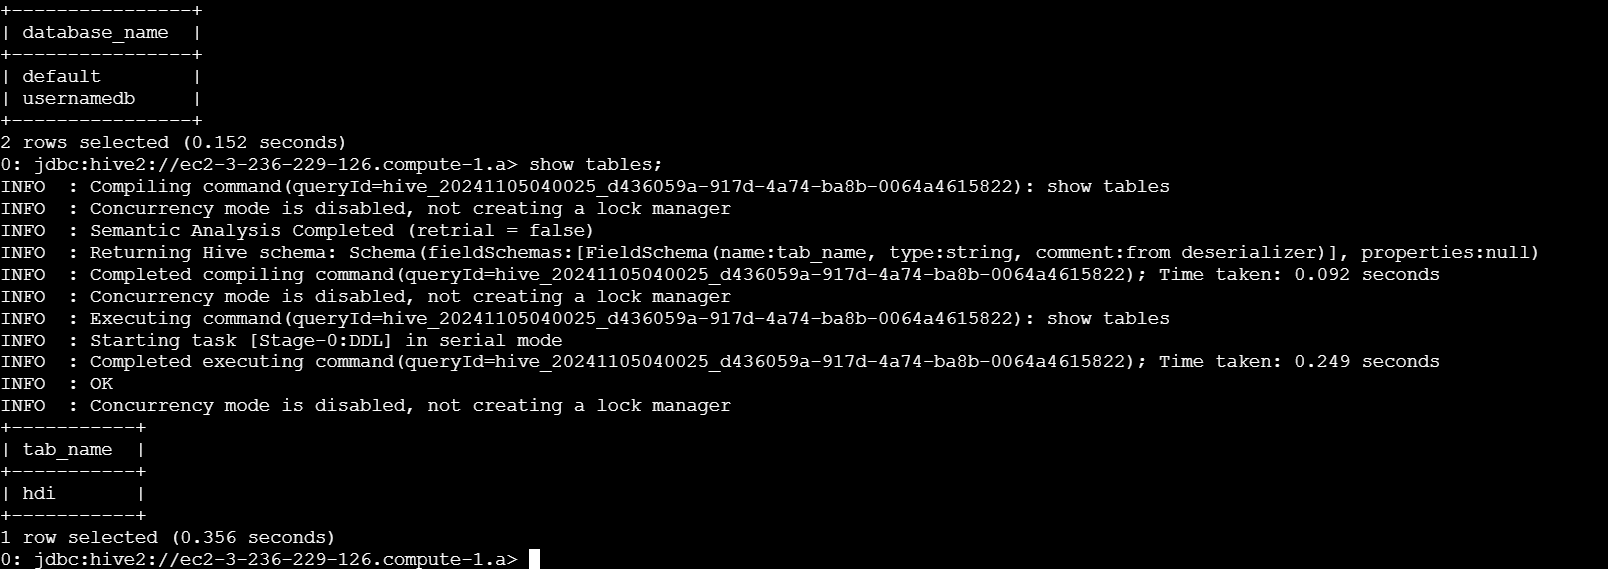 +----------------+
| database_name  |
+----------------+
| default        |
| usernamedb     |
+----------------+
2 rows selected (0.152 seconds)
0: jdbc:hive2://ec2-3-236-229-126.compute-1.a> show tables;
INFO  : Compiling command(queryId=hive_20241105040025_d436059a-917d-4a74-ba8b-0064a4615822): show tables
INFO  : Concurrency mode is disabled, not creating a lock manager
INFO  : Semantic Analysis Completed (retrial = false)
INFO  : Returning Hive schema: Schema(fieldSchemas:[FieldSchema(name:tab_name, type:string, comment:from deserializer)], properties:null)
INFO  : Completed compiling command(queryId=hive_20241105040025_d436059a-917d-4a74-ba8b-0064a4615822); Time taken: 0.092 seconds
INFO  : Concurrency mode is disabled, not creating a lock manager
INFO  : Executing command(queryId=hive_20241105040025_d436059a-917d-4a74-ba8b-0064a4615822): show tables
INFO  : Starting task [Stage-0:DDL] in serial mode
INFO  : Completed executing command(queryId=hive_20241105040025_d436059a-917d-4a74-ba8b-0064a4615822); Time taken: 0.249 seconds
INFO  : OK
INFO  : Concurrency mode is disabled, not creating a lock manager
+-----------+
| tab_name  |
+-----------+
| hdi       |
+-----------+
1 row selected (0.356 seconds)
0: jdbc:hive2://ec2-3-236-229-126.compute-1.a>